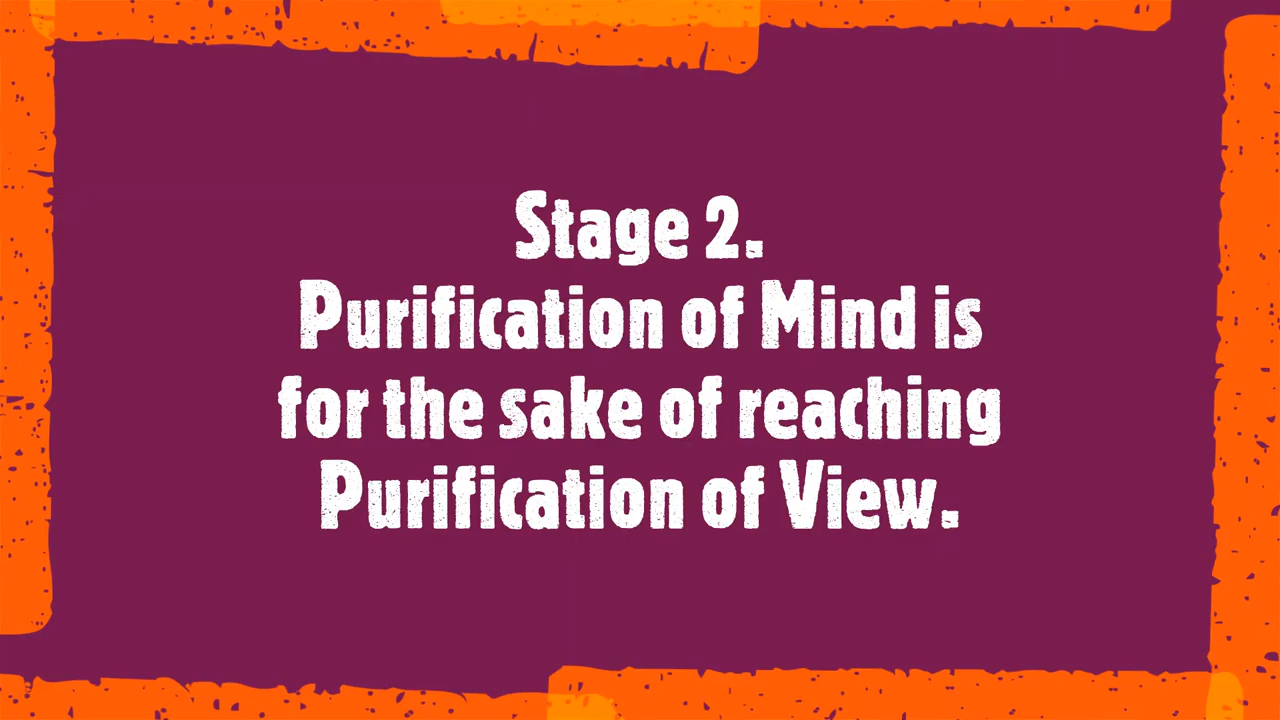 Stage 2.
Purification of Mind is
for the sake of reaching
Purification of View.